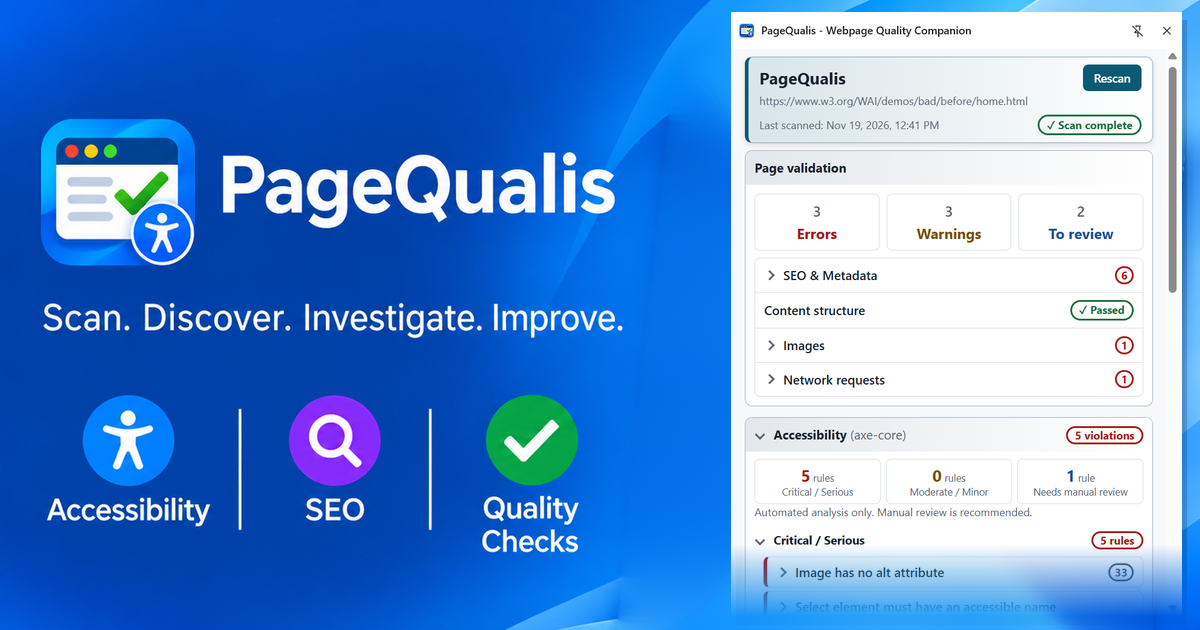 PageQualis
Scan. Discover. Investigate. Improve.
Accessibility
SEO
Quality
Checks
PageQualis - Webpage Quality Companion
PageQualis
Rescan
https://www.w3.org/WAI/demos/bad/before/home.html
Last scanned: Nov 19, 2026, 12:41 PM
✓ Scan complete
Page validation
3
Errors
3
Warnings
2
To review
SEO & Metadata
6
Content structure
✓ Passed
Images
1
Network requests
1
Accessibility (axe-core)
5 violations
5 rules
Critical / Serious
0 rules
Moderate / Minor
1 rule
Needs manual review
Automated analysis only. Manual review is recommended.
Critical / Serious
5 rules
Image has no alt attribute
33
Select element must have an accessible name